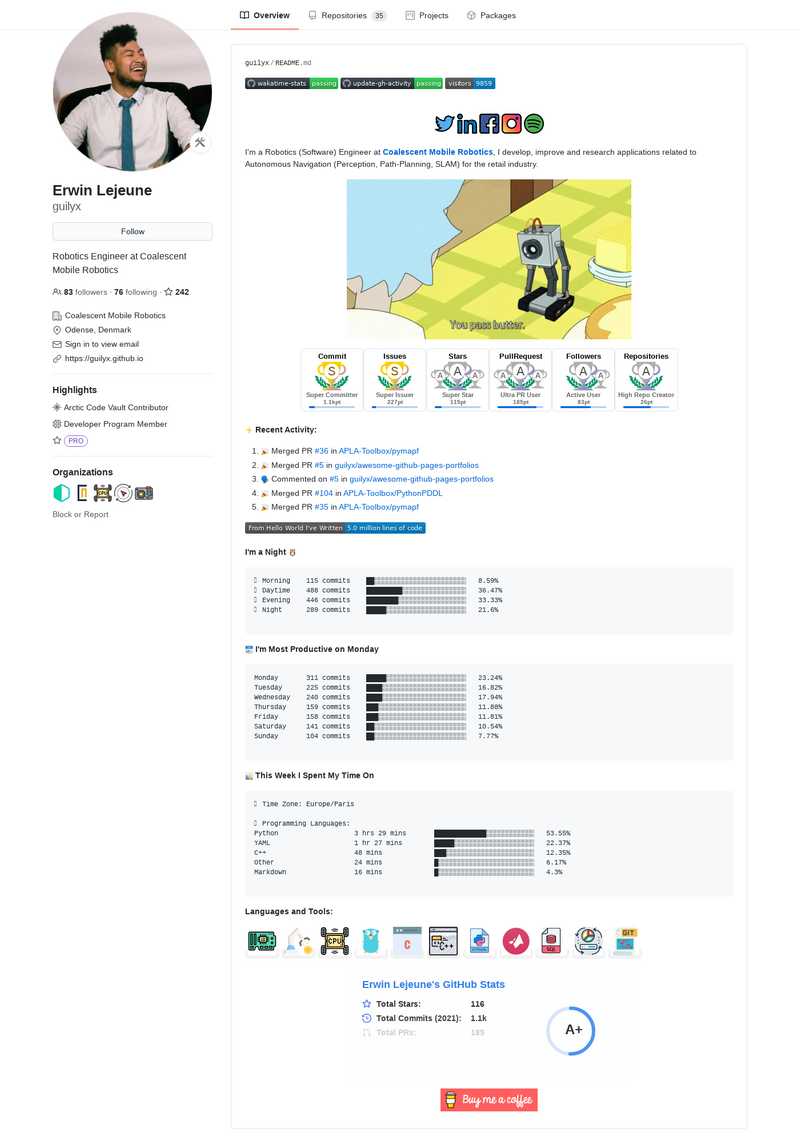 Overview
Repositories 35
Projects
Packages
Erwin Lejeune
guilyx
Follow
Robotics Engineer at Coalescent
Mobile Robotics
83 followers · 76 following · 242
Coalescent Mobile Robotics
Odense, Denmark
Sign in to view email
https://guilyx.github.io
Highlights
Arctic Code Vault Contributor
Developer Program Member
PRO
Organizations
Block or Report
guilyx/README.md
wakatime-stats passing update-gh-activity passing visitors 9859
I'm a Robotics (Software) Engineer at Coalescent Mobile Robotics, I develop, improve and research applications related to
Autonomous Navigation (Perception, Path-Planning, SLAM) for the retail industry.
You pass butter.
Commit Issues Stars PullRequest Followers Repositories
S S A A A A A A A
Super Committer Super Issuer Super Star Ultra PR User Active User High Repo Creator
1.1kpt 227pt 115pt 185pt 83pt 26pt
Recent Activity:
1. Merged PR #36 in APLA-Toolbox/pymapf
2. Merged PR #5 in guilyx/awesome-github-pages-portfolios
3. Commented on #5 in guilyx/awesome-github-pages-portfolios
4. Merged PR #104 in APLA-Toolbox/PythonPDDL
5. Merged PR #35 in APLA-Toolbox/pymapf
From Hello World I've Written 5.0 million lines of code
I'm a Night
Morning 115 commits 8.59%
Daytime 488 commits 36.47%
Evening 446 commits 33.33%
Night 289 commits 21.6%
I'm Most Productive on Monday
Monday 311 commits 23.24%
Tuesday 225 commits 16.82%
Wednesday 240 commits 17.94%
Thursday 159 commits 11.88%
Friday 158 commits 11.81%
Saturday 141 commits 10.54%
Sunday 104 commits 7.77%
This Week I Spent My Time On
Time Zone: Europe/Paris
Programming Languages:
Python 3 hrs 29 mins 53.55%
YAML 1 hr 27 mins 22.37%
C++ 48 mins 12.35%
Other 24 mins 6.17%
Markdown 16 mins 4.3%
Languages and Tools:
CPU C C++ GIT
Erwin Lejeune's GitHub Stats
Total Stars: 116
Total Commits (2021): 1.1k
Total PRs: 185
A+
Buy me a coffee